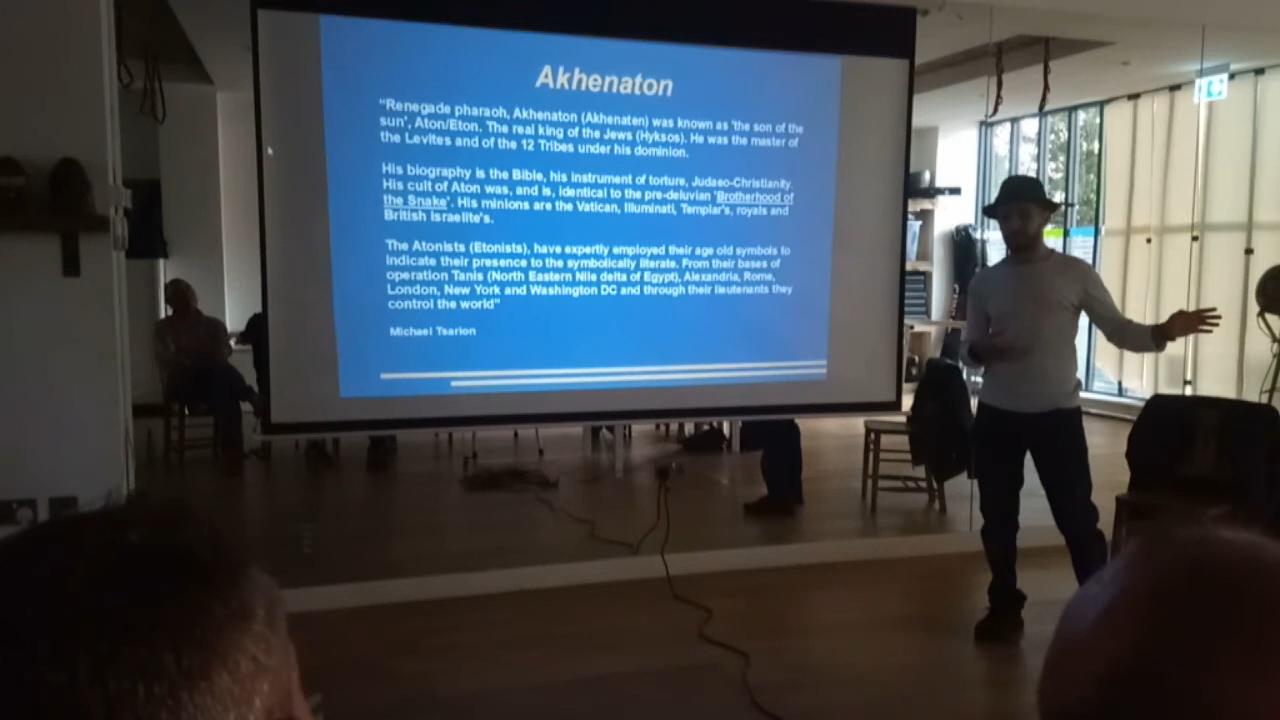 Akhenaton
"Renegade pharaoh, Akhenaton (Akhenaten) was known as 'the son of the
sun', Aton/Eton. The real king of the Jews (Hyksos). He was the master of
the Levites and of the 12 Tribes under his dominion.
His biography is the Bible, his instrument of torture, Judaeo-Christianity.
His cult of Aton was, and is, identical to the pre-deluvian 'Brotherhood of
the Snake'. His minions are the Vatican, Illuminati, Templar's, royals and
British Israelite's.
The Atonists (Etonists), have expertly employed their age old symbols to
indicate their presence to the symbolically literate. From their bases of
operation Tanis (North Eastern Nile delta of Egypt), Alexandria, Rome,
London, New York and Washington DC and through their lieutenants they
control the world"
Michael Tsarion